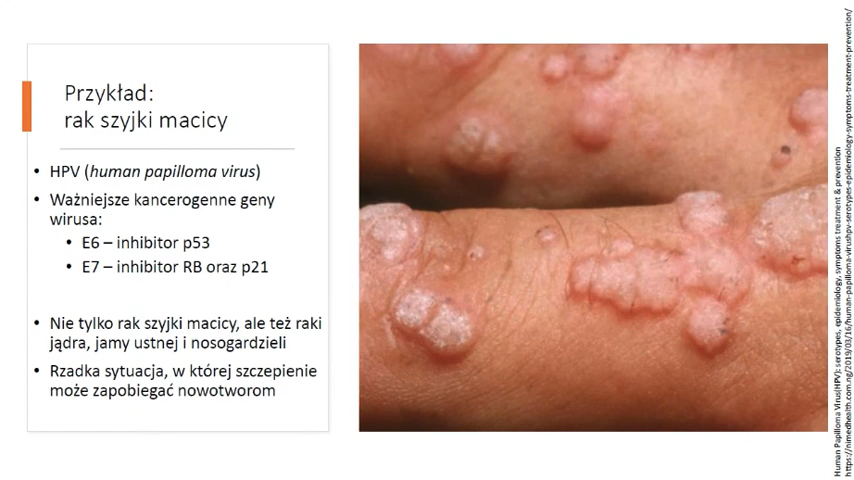 Przykład:
rak szyjki macicy
• HPV (human papilloma virus)
• Ważniejsze kancerogenne geny
wirusa:
• E6 – inhibitor p53
• E7 – inhibitor RB oraz p21
• Nie tylko rak szyjki macicy, ale też raki
jądra, jamy ustnej i nosogardzieli
• Rzadka sytuacja, w której szczepienie
może zapobiegać nowotworom
Human Papilloma Virus(HPV): serotypes, epidemiology, symptoms treatment & prevention
https://nimedhealth.com.ng/2019/03/16/human-papilloma-virushpv-serotypes-epidemiology-symptoms-treatment-prevention/